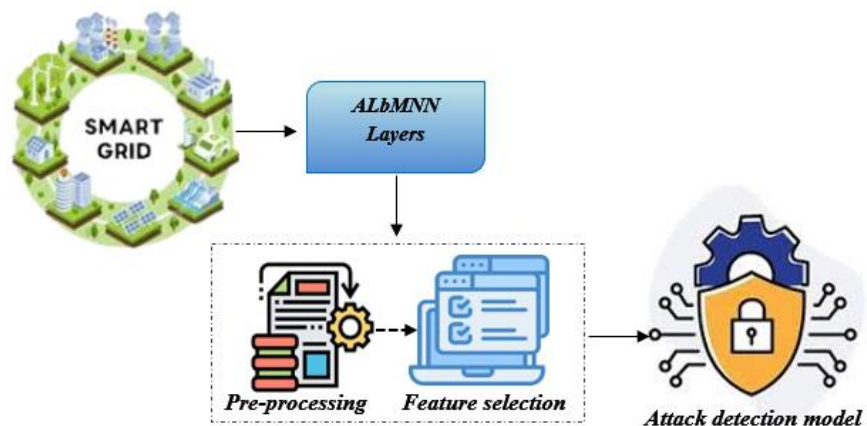 SMART
GRID
ALbMNN
Layers
Pre-processing
Feature selection
Attack detection model